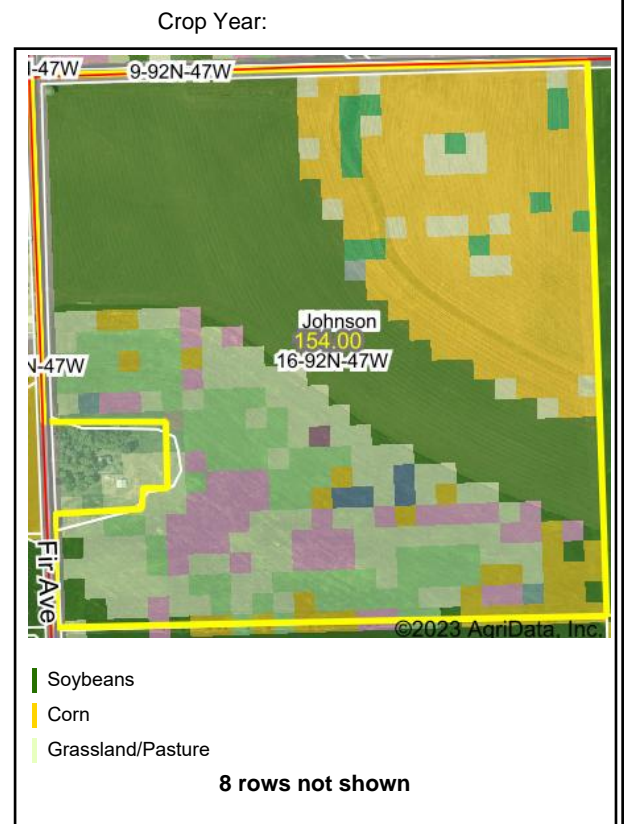 Crop Year:
I-47W
9-92N-47W
Johnson
154.00
16-92N-47W
N-47W
Fir Ave
©2023 AgriData, Inc.
Soybeans
Corn
Grassland/Pasture
8 rows not shown